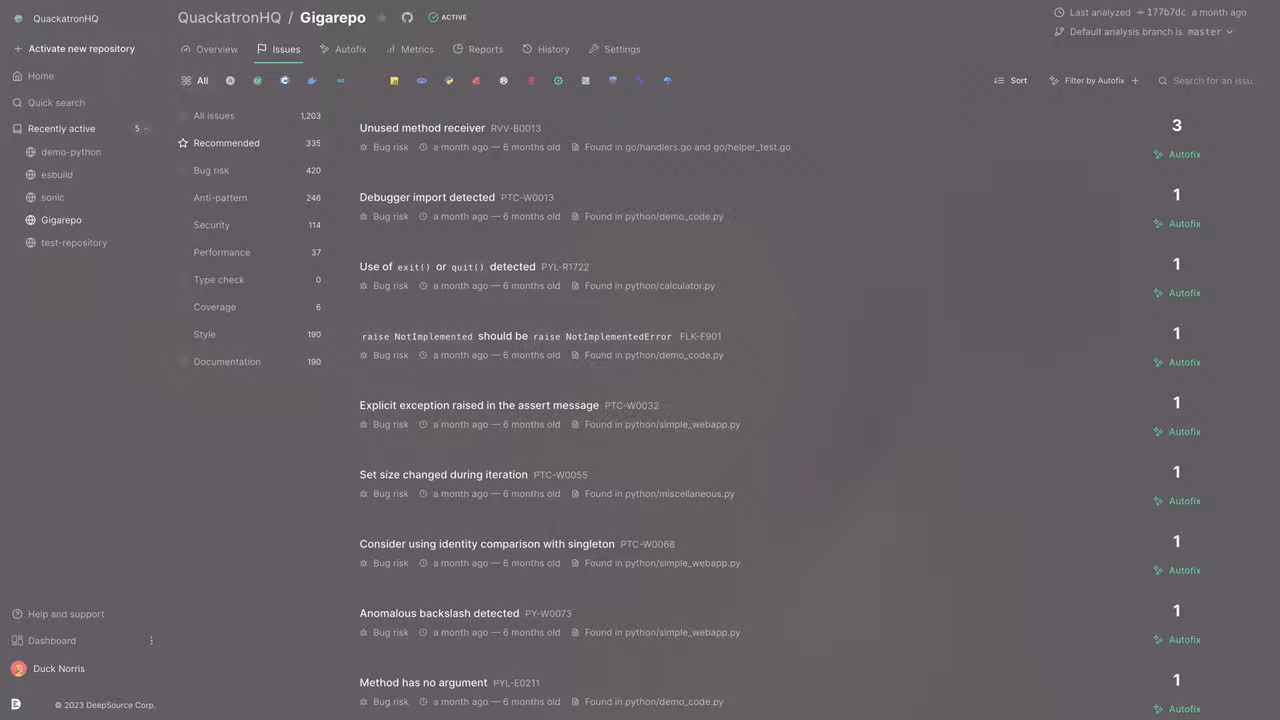 QuackatronHQ
Activate new repository
Home
Quick search
Recently active 5
demo-python
esbuild
sonic
Gigarepo
test-repository
Help and support
Dashboard
Duck Norris
© 2023 DeepSource Corp.
QuackatronHQ / Gigarepo ACTIVE
Last analyzed 177b7dc a month ago
Default analysis branch is master
Overview Issues Autofix Metrics Reports History Settings
All
Sort Filter by Autofix Search for an issu...
All issues 1,203
Recommended 335
Bug risk 420
Anti-pattern 246
Security 114
Performance 37
Type check 0
Coverage 6
Style 190
Documentation 190
Unused method receiver RVV-B0013 3
Bug risk a month ago — 6 months old Found in go/handlers.go and go/helper_test.go Autofix
Debugger import detected PTC-W0013 1
Bug risk a month ago — 6 months old Found in python/demo_code.py Autofix
Use of exit() or quit() detected PYL-R1722 1
Bug risk a month ago — 6 months old Found in python/calculator.py Autofix
raise NotImplemented should be raise NotImplementedError FLK-F901 1
Bug risk a month ago — 6 months old Found in python/demo_code.py Autofix
Explicit exception raised in the assert message PTC-W0032 1
Bug risk a month ago — 6 months old Found in python/simple_webapp.py Autofix
Set size changed during iteration PTC-W0055 1
Bug risk a month ago — 6 months old Found in python/miscellaneous.py Autofix
Consider using identity comparison with singleton PTC-W0068 1
Bug risk a month ago — 6 months old Found in python/simple_webapp.py Autofix
Anomalous backslash detected PY-W0073 1
Bug risk a month ago — 6 months old Found in python/simple_webapp.py Autofix
Method has no argument PYL-E0211 1
Bug risk a month ago — 6 months old Found in python/demo_code.py Autofix